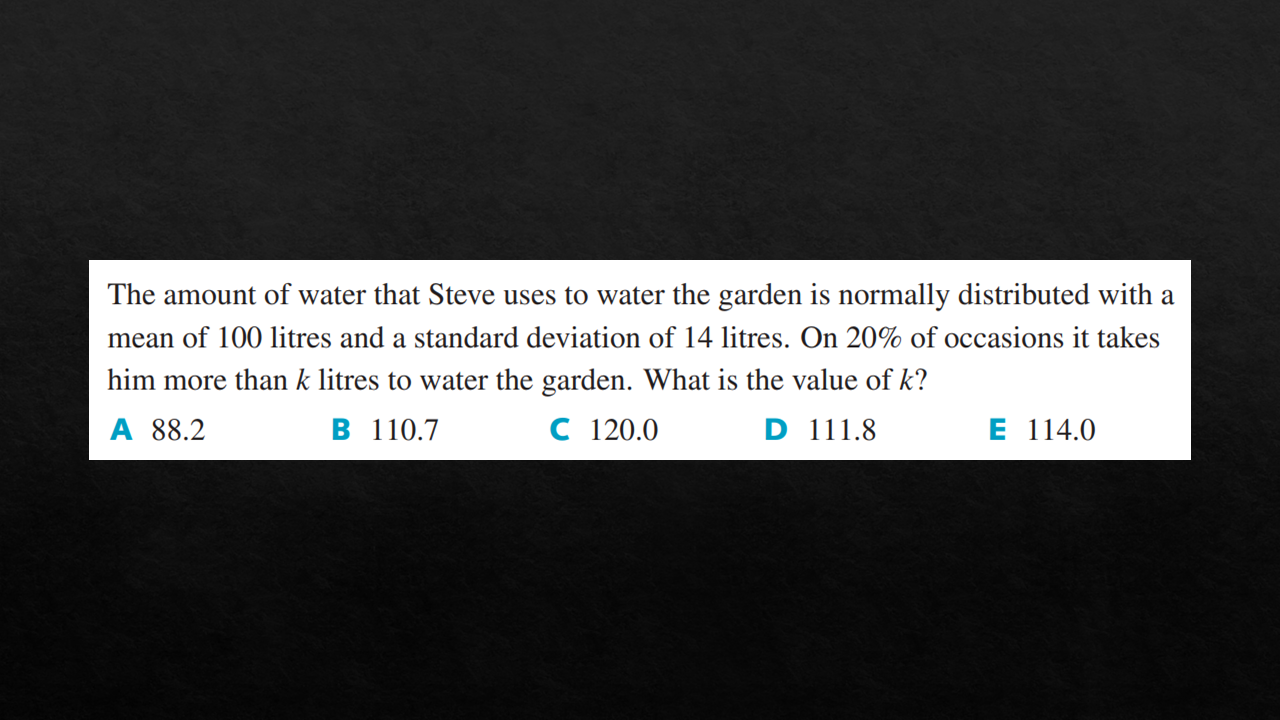 The amount of water that Steve uses to water the garden is normally distributed with a
mean of 100 litres and a standard deviation of 14 litres. On 20% of occasions it takes
him more than k litres to water the garden. What is the value of k?
A 88.2 B 110.7 C 120.0 D 111.8 E 114.0